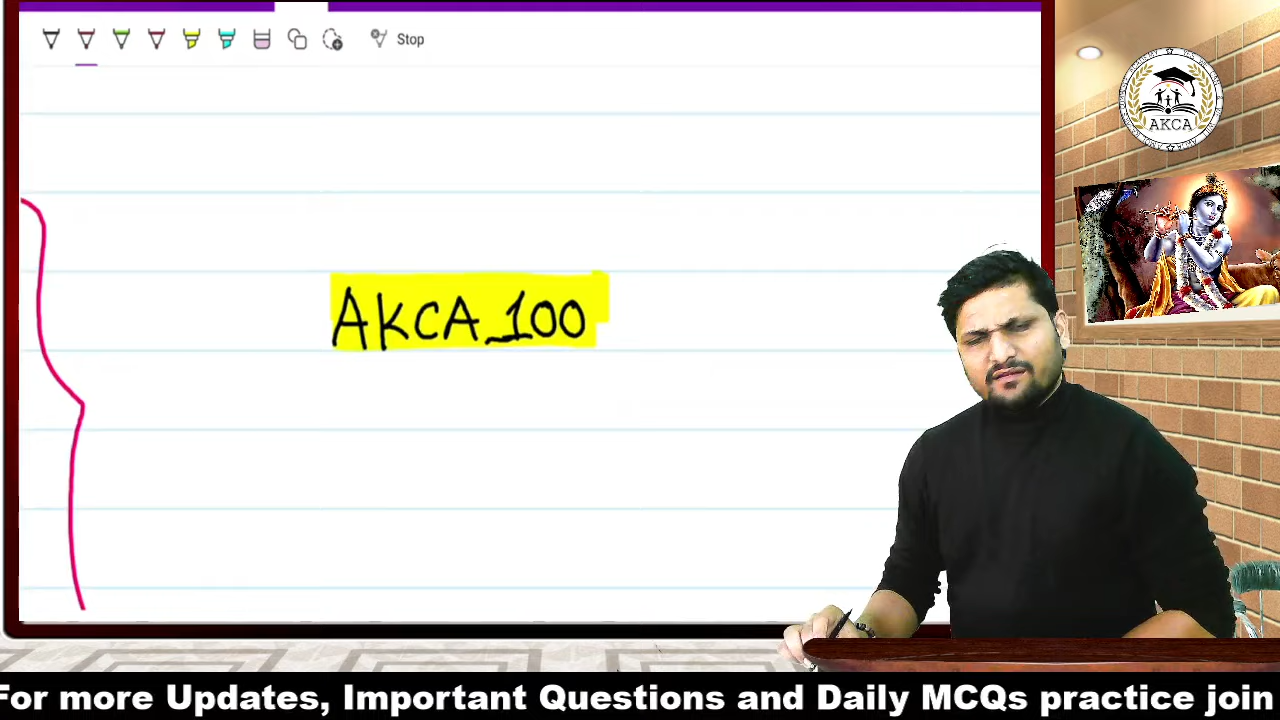 Stop
AKCA
AKCA_100
For more Updates, Important Questions and Daily MCQs practice join